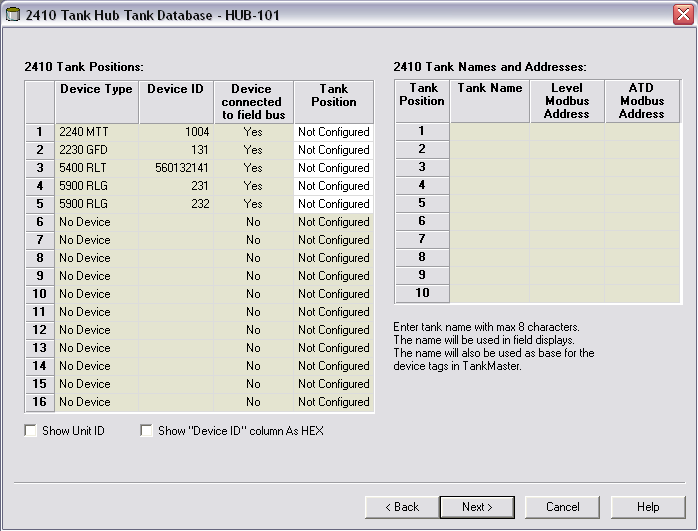 2410 Tank Hub Tank Database - HUB-101
2410 Tank Positions:
Device Type Device ID Device connected to field bus Tank Position
1 2240 MTT 1004 Yes Not Configured
2 2230 GFD 131 Yes Not Configured
3 5400 RLT 560132141 Yes Not Configured
4 5900 RLG 231 Yes Not Configured
5 5900 RLG 232 Yes Not Configured
6 No Device No Not Configured
7 No Device No Not Configured
8 No Device No Not Configured
9 No Device No Not Configured
10 No Device No Not Configured
11 No Device No Not Configured
12 No Device No Not Configured
13 No Device No Not Configured
14 No Device No Not Configured
15 No Device No Not Configured
16 No Device No Not Configured
Show Unit ID
Show "Device ID" column As HEX
2410 Tank Names and Addresses:
Tank Position Tank Name Level Modbus Address ATD Modbus Address
1
2
3
4
5
6
7
8
9
10
Enter tank name with max 8 characters.
The name will be used in field displays.
The name will also be used as base for the
device tags in TankMaster.
< Back
Next >
Cancel
Help